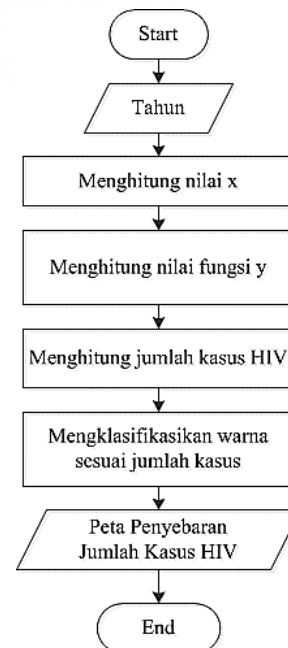 Start
Tahun
Menghitung nilai x
Menghitung nilai fungsi y
Menghitung jumlah kasus HIV
Mengklasifikasikan warna
sesuai jumlah kasus
Peta Penyebaran
Jumlah Kasus HIV
End